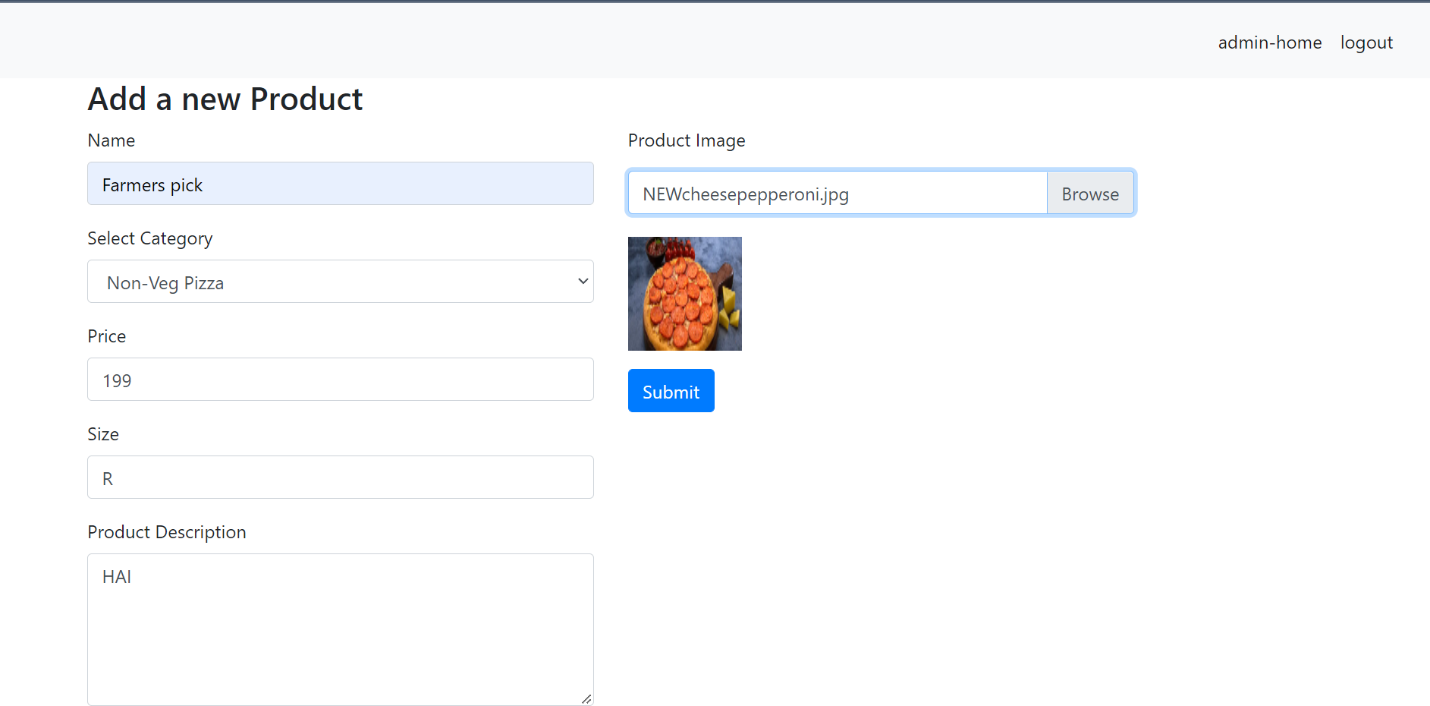 admin-home logout
Add a new Product
Name
Farmers pick
Select Category
Non-Veg Pizza
Price
199
Size
R
Product Description
HAI
Product Image
NEWcheesepepperoni.jpg Browse
Submit